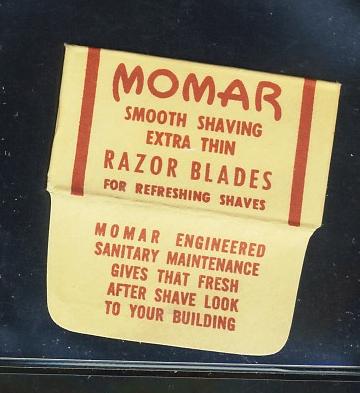 MOMAR
SMOOTH SHAVING
EXTRA THIN
RAZOR BLADES
FOR REFRESHING SHAVES
MOMAR ENGINEERED
SANITARY MAINTENANCE
GIVES THAT FRESH
AFTER SHAVE LOOK
TO YOUR BUILDING